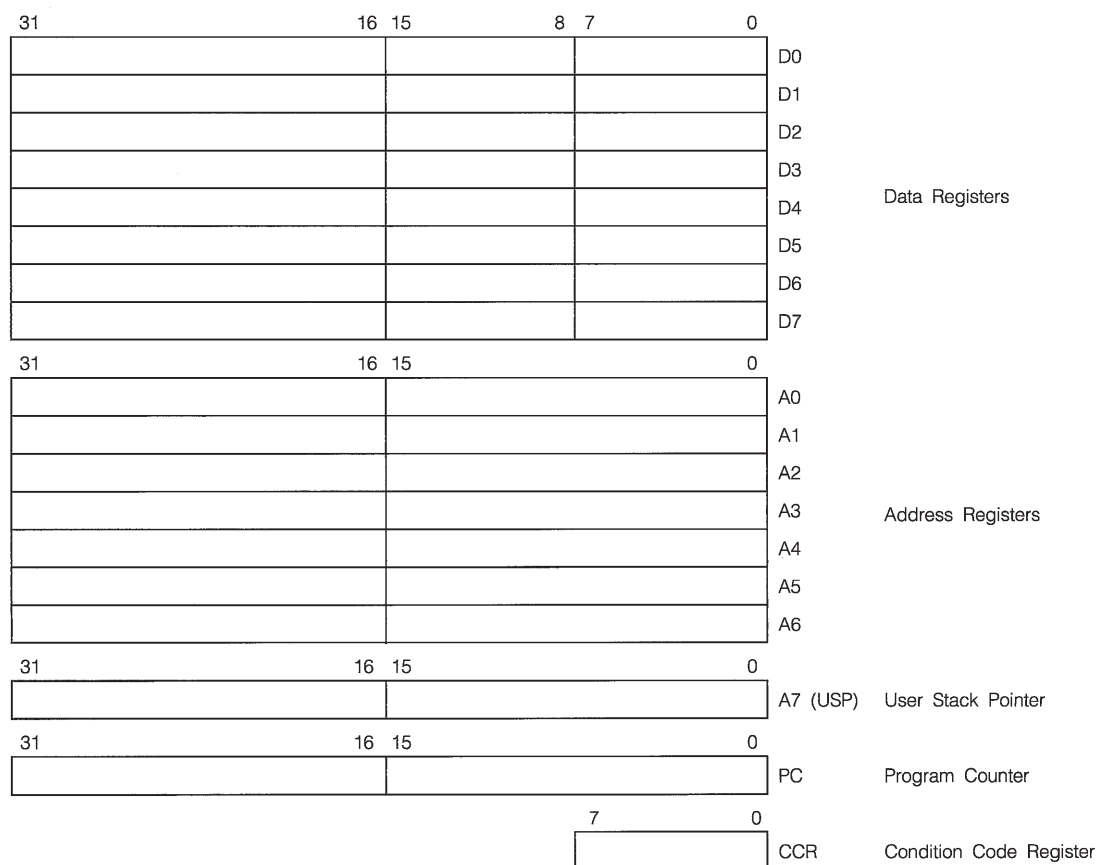 31 16 15 8 7 0
D0
D1
D2
D3
D4
D5
D6
D7
Data Registers
31 16 15 0
A0
A1
A2
A3
A4
A5
A6
Address Registers
31 16 15 0
A7 (USP) User Stack Pointer
31 16 15 0
PC Program Counter
7 0
CCR Condition Code Register